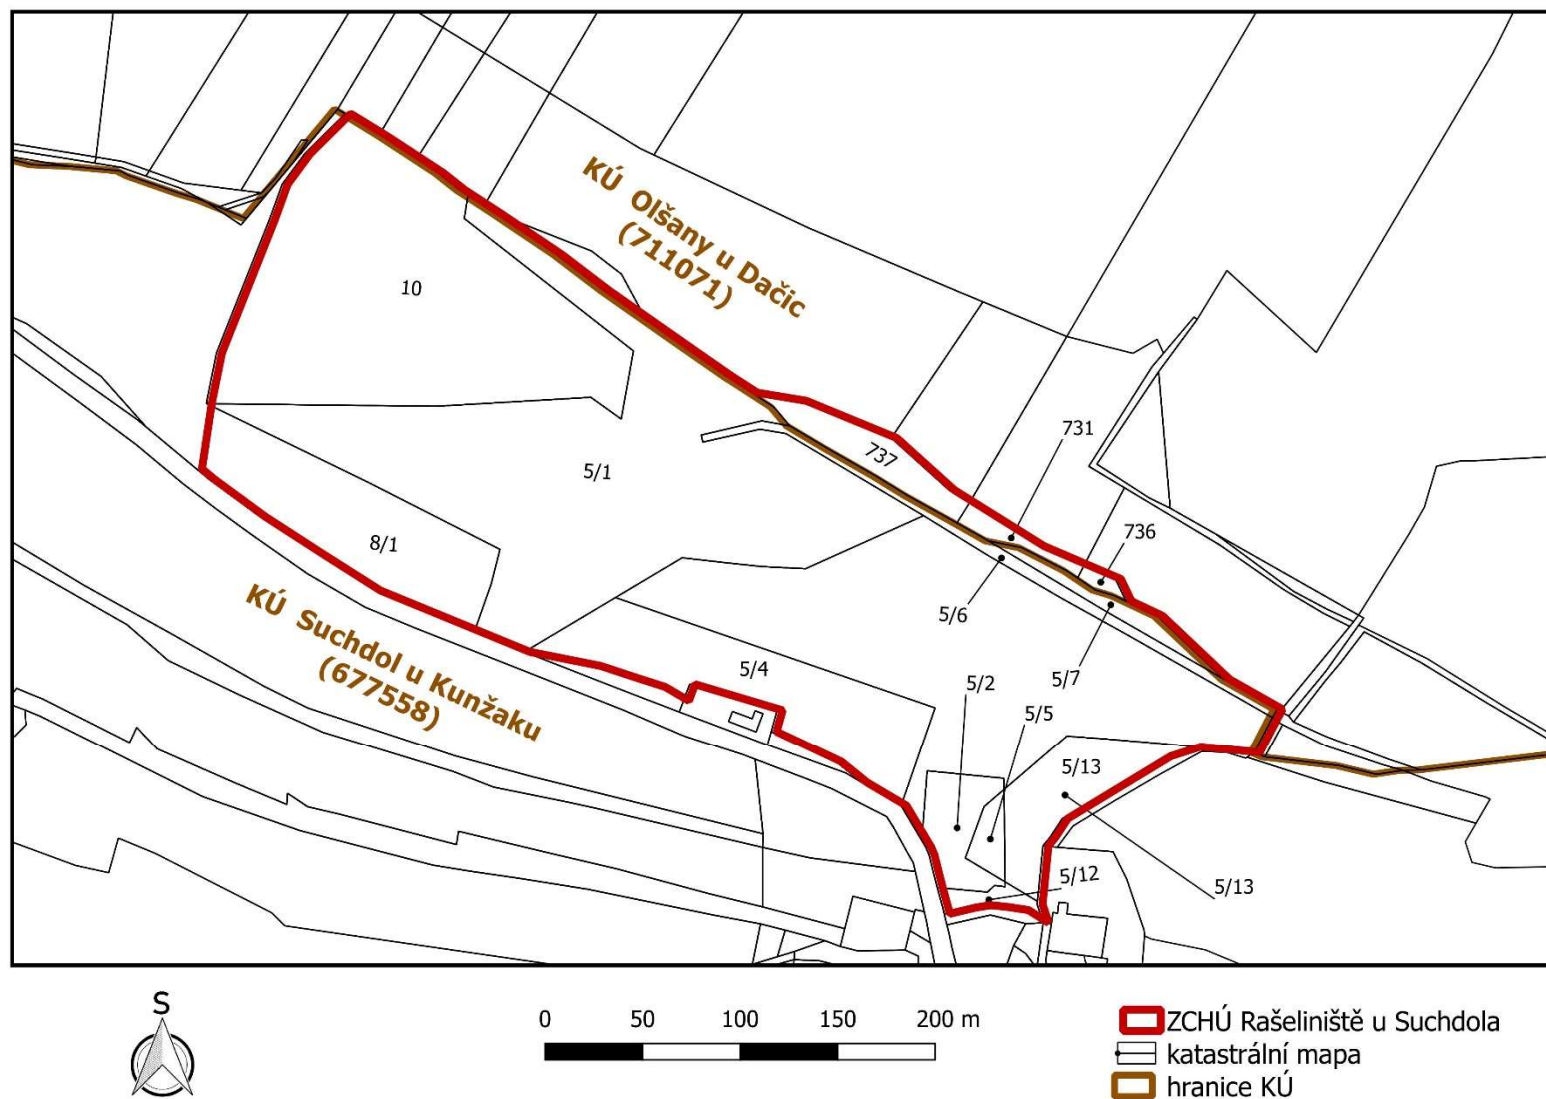 KÚ Olšany u Dačic
(711071)
10
731
737
5/1
736
8/1
5/6
KÚ Suchdol u Kunžaku
(677558)
5/4
5/2
5/7
5/5
5/13
5/12
5/13
S
0 50 100 150 200 m
ZCHÚ Rašeliniště u Suchdola
katastrální mapa
hranice KÚ